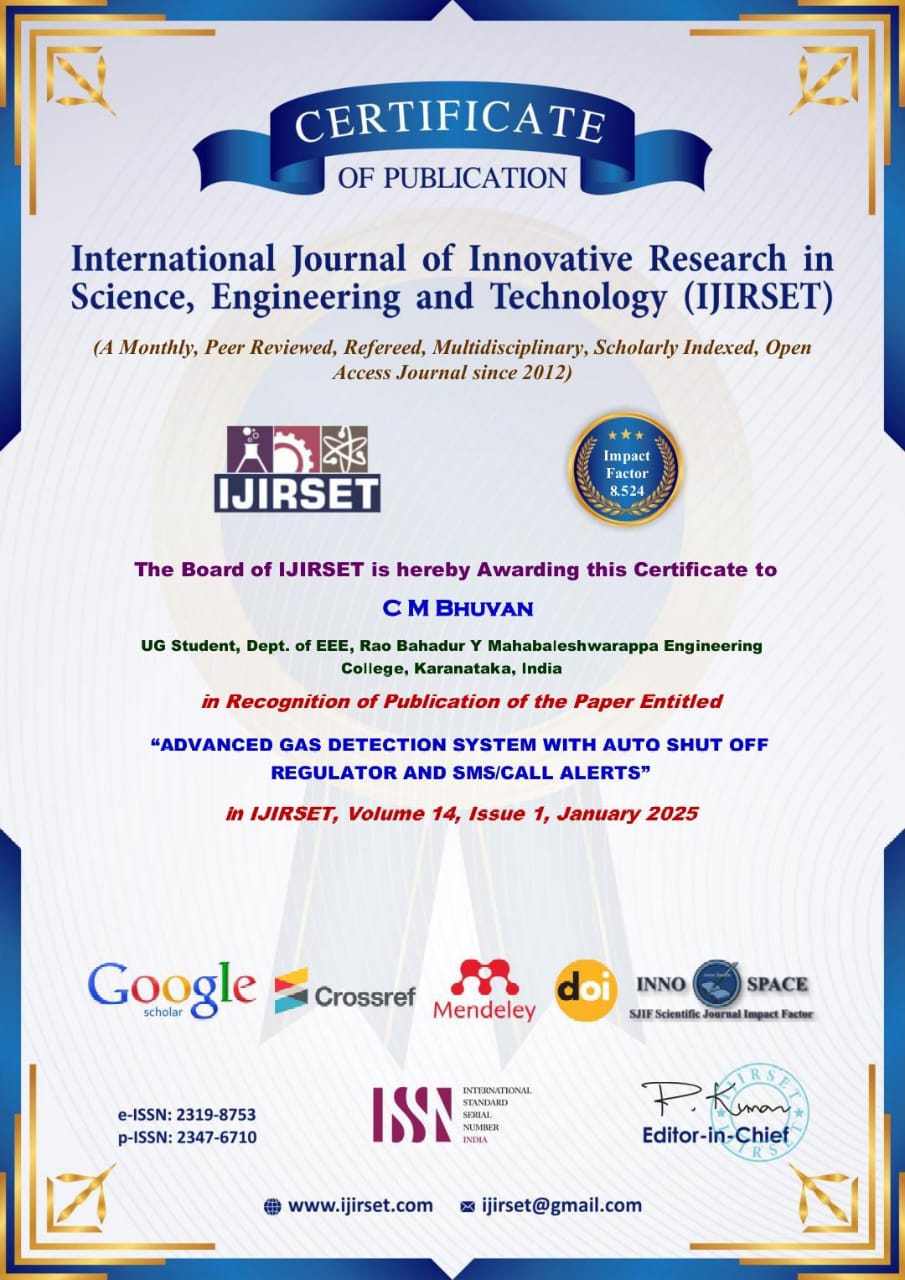 CERTIFICATE
OF PUBLICATION
International Journal of Innovative Research in
Science, Engineering and Technology (IJIRSET)
(A Monthly, Peer Reviewed, Refereed, Multidisciplinary, Scholarly Indexed, Open
Access Journal since 2012)
IJIRSET
Impact
Factor
8.524
The Board of IJIRSET is hereby Awarding this Certificate to
C M BHUVAN
UG Student, Dept. of EEE, Rao Bahadur Y Mahabaleshwarappa Engineering
College, Karanataka, India
in Recognition of Publication of the Paper Entitled
“ADVANCED GAS DETECTION SYSTEM WITH AUTO SHUT OFF
REGULATOR AND SMS/CALL ALERTS”
in IJIRSET, Volume 14, Issue 1, January 2025
Google
scholar
Crossref
Mendeley
doi
INNO SPACE
SJIF Scientific Journal Impact Factor
e-ISSN: 2319-8753
p-ISSN: 2347-6710
ISSN
INTERNATIONAL
STANDARD
SERIAL
NUMBER
INDIA
P. Kumar
IJIRSET
IJIRSET
Editor-in-Chief
www.ijirset.com
ijirset@gmail.com